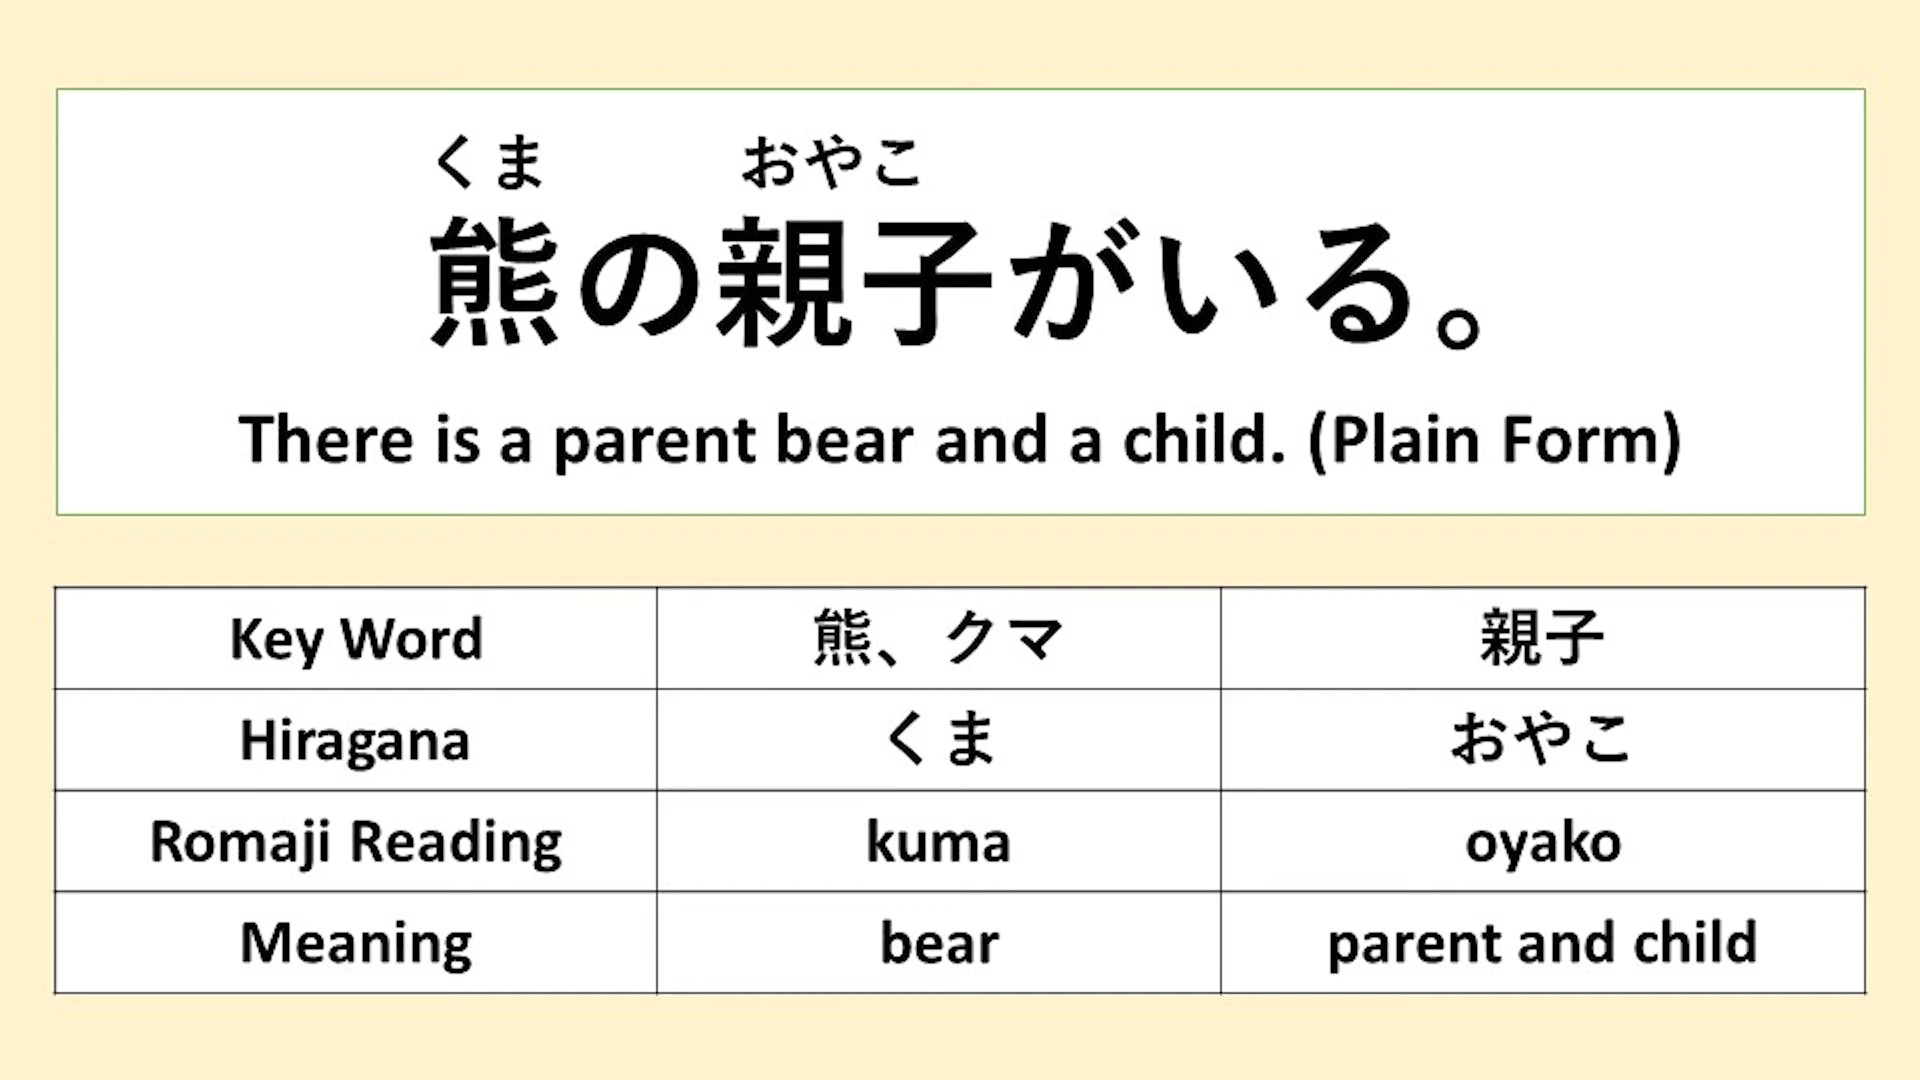 くま おやこ
熊の親子がいる。
There is a parent bear and a child. (Plain Form)
Key Word 熊、クマ 親子
Hiragana くま おやこ
Romaji Reading kuma oyako
Meaning bear parent and child